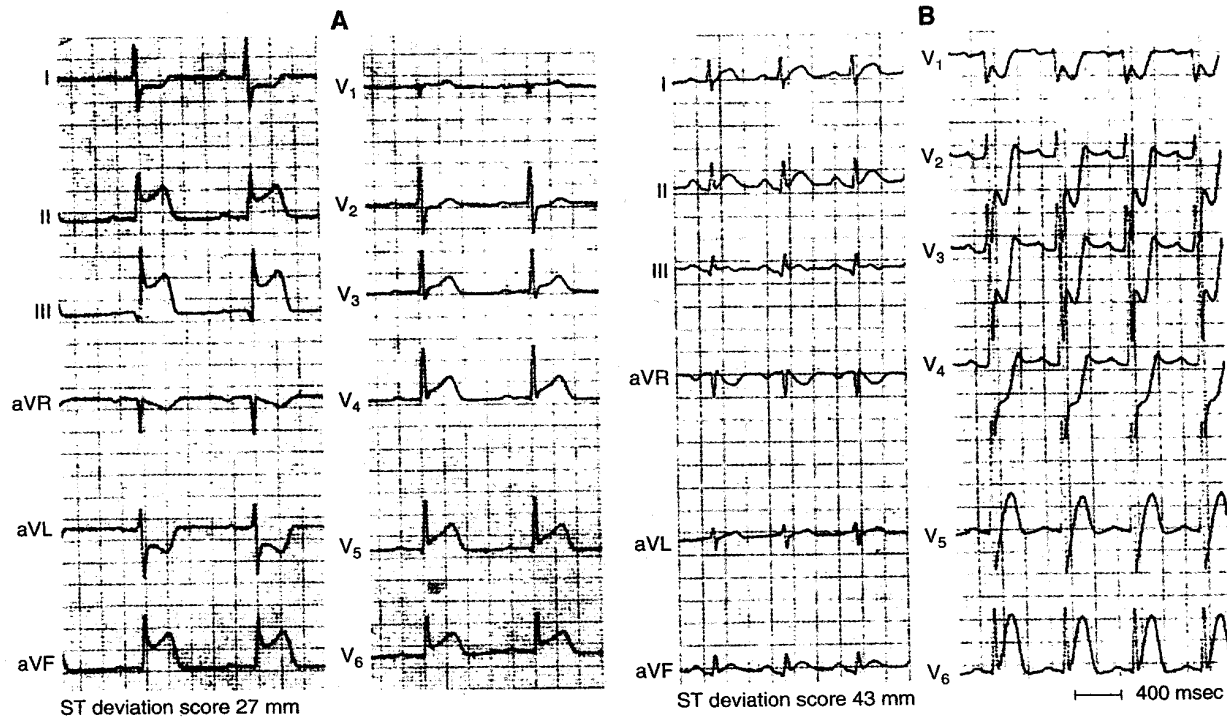 A
I
II
III
aVR
aVL
aVF
V1
V2
V3
V4
V5
V6
ST deviation score 27 mm
B
I
II
III
aVR
aVL
aVF
V1
V2
V3
V4
V5
V6
ST deviation score 43 mm
400 msec